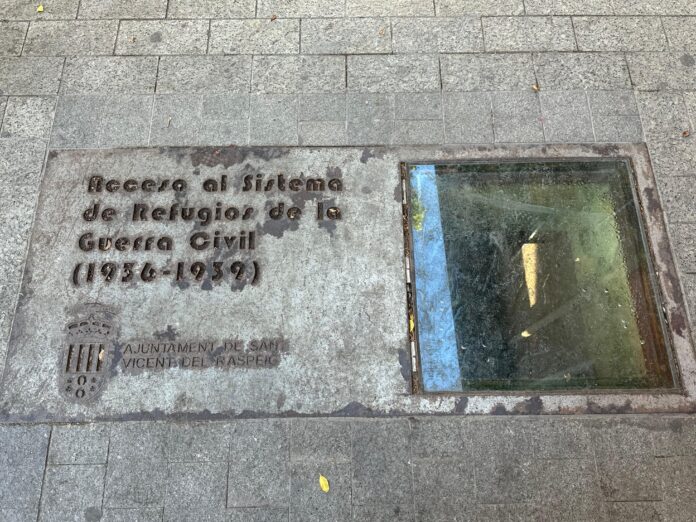 Acceso al Sistema
de Refugios de la
Guerra Civil
(1936-1939)
AJUNTAMENT DE SANT
VICENT DEL RASPEIG